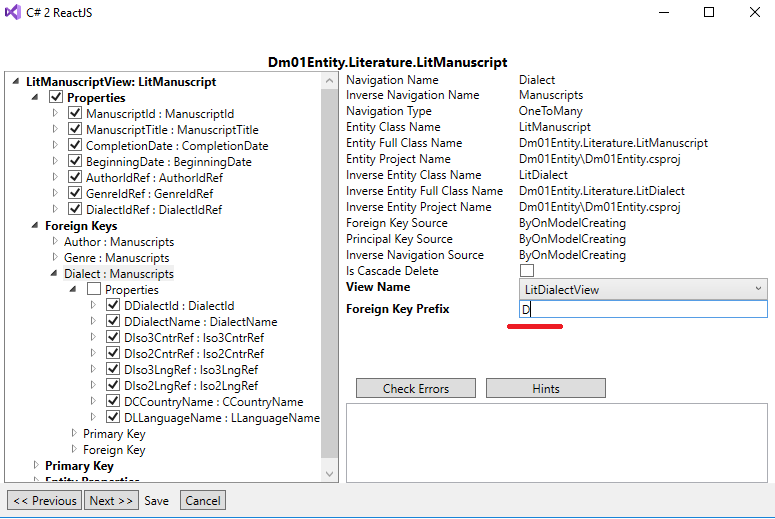 C# 2 ReactJS
Dm01Entity.Literature.LitManuscript
LitManuscriptView: LitManuscript
Properties
ManuscriptId : ManuscriptId
ManuscriptTitle : ManuscriptTitle
CompletionDate : CompletionDate
BeginningDate : BeginningDate
AuthorIdRef : AuthorIdRef
GenreIdRef : GenreIdRef
DialectIdRef : DialectIdRef
Foreign Keys
Author : Manuscripts
Genre : Manuscripts
Dialect : Manuscripts
Properties
DDialectId : DialectId
DDialectName : DialectName
DIso3CntrRef : Iso3CntrRef
DIso2CntrRef : Iso2CntrRef
DIso3LngRef : Iso3LngRef
DIso2LngRef : Iso2LngRef
DCCountryName : CCountryName
DLLanguageName : LLanguageName
Primary Key
Foreign Key
Primary Key
Entity Properties
Navigation Name Dialect
Inverse Navigation Name Manuscripts
Navigation Type OneToMany
Entity Class Name LitManuscript
Entity Full Class Name Dm01Entity.Literature.LitManuscript
Entity Project Name Dm01Entity\Dm01Entity.csproj
Inverse Entity Class Name LitDialect
Inverse Entity Full Class Name Dm01Entity.Literature.LitDialect
Inverse Entity Project Name Dm01Entity\Dm01Entity.csproj
Foreign Key Source ByOnModelCreating
Principal Key Source ByOnModelCreating
Inverse Navigation Source ByOnModelCreating
Is Cascade Delete
View Name LitDialectView
Foreign Key Prefix D
Check Errors Hints
<< Previous Next >> Save Cancel